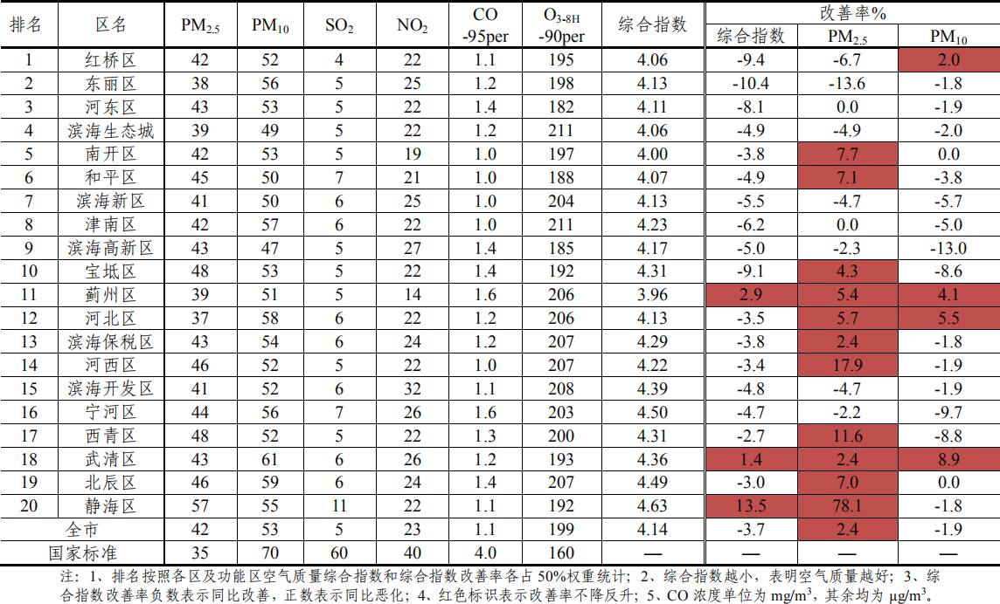 排名 区名 PM2.5 PM10 SO2 NO2 CO -95per O3-8H -90per 综合指数 改善率%
综合指数 PM2.5 PM10
1 红桥区 42 52 4 22 1.1 195 4.06 -9.4 -6.7 2.0
2 东丽区 38 56 5 25 1.2 198 4.13 -10.4 -13.6 -1.8
3 河东区 43 53 5 22 1.4 182 4.11 -8.1 0.0 -1.9
4 滨海生态城 39 49 5 22 1.2 211 4.06 -4.9 -4.9 -2.0
5 南开区 42 53 5 19 1.0 197 4.00 -3.8 7.7 0.0
6 和平区 45 50 7 21 1.0 188 4.07 -4.9 7.1 -3.8
7 滨海新区 41 50 6 25 1.0 204 4.13 -5.5 -4.7 -5.7
8 津南区 42 57 6 22 1.0 211 4.23 -6.2 0.0 -5.0
9 滨海高新区 43 47 5 27 1.4 185 4.17 -5.0 -2.3 -13.0
10 宝坻区 48 53 5 22 1.4 192 4.31 -9.1 4.3 -8.6
11 蓟州区 39 51 5 14 1.6 206 3.96 2.9 5.4 4.1
12 河北区 37 58 6 22 1.2 206 4.13 -3.5 5.7 5.5
13 滨海保税区 43 54 6 24 1.2 207 4.29 -3.8 2.4 -1.8
14 河西区 46 52 5 22 1.0 207 4.22 -3.4 17.9 -1.9
15 滨海开发区 41 52 6 32 1.1 208 4.39 -4.8 -4.7 -1.9
16 宁河区 44 56 7 26 1.6 203 4.50 -4.7 -2.2 -9.7
17 西青区 48 52 5 22 1.3 200 4.31 -2.7 11.6 -8.8
18 武清区 43 61 6 26 1.2 193 4.36 1.4 2.4 8.9
19 北辰区 46 59 6 24 1.4 207 4.49 -3.0 7.0 0.0
20 静海区 57 55 11 22 1.1 192 4.63 13.5 78.1 -1.8
全市 42 53 5 23 1.1 199 4.14 -3.7 2.4 -1.9
国家标准 35 70 60 40 4.0 160 — — — —
注：1、排名按照各区及功能区空气质量综合指数和综合指数改善率各占 50%权重统计；2、综合指数越小，表明空气质量越好；3、综
合指数改善率负数表示同比改善，正数表示同比恶化；4、红色标识表示改善率不降反升；5、CO 浓度单位为 mg/m³，其余均为 μg/m³。